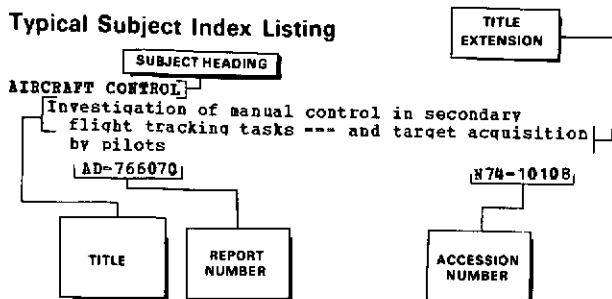 Typical Subject Index Listing
TITLE
EXTENSION
SUBJECT HEADING
AIRCRAFT CONTROL
Investigation of manual control in secondary
flight tracking tasks --- and target acquisition
by pilots
AD-766070
N74-10108
TITLE
REPORT
NUMBER
ACCESSION
NUMBER